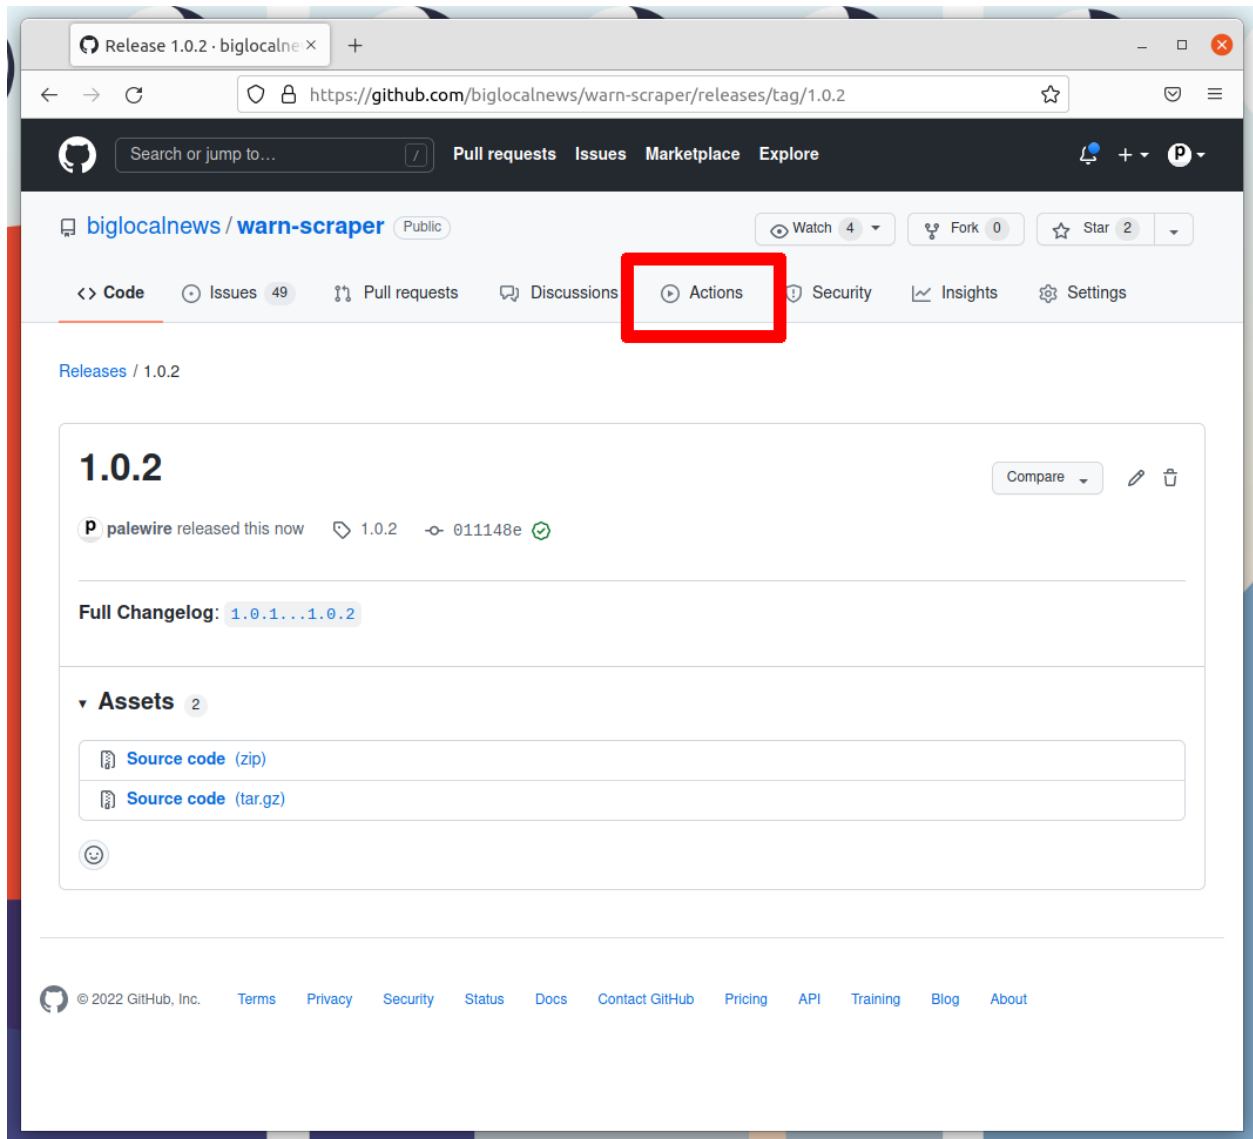 Release 1.0.2 · biglocalne
https://github.com/biglocalnews/warn-scraper/releases/tag/1.0.2
Search or jump to… / Pull requests Issues Marketplace Explore
biglocalnews / warn-scraper Public Watch 4 Fork 0 Star 2
Code Issues 49 Pull requests Discussions Actions Security Insights Settings
Releases / 1.0.2
1.0.2
Compare
palewire released this now 1.0.2 011148e
Full Changelog: 1.0.1...1.0.2
Assets 2
Source code (zip)
Source code (tar.gz)
© 2022 GitHub, Inc. Terms Privacy Security Status Docs Contact GitHub Pricing API Training Blog About